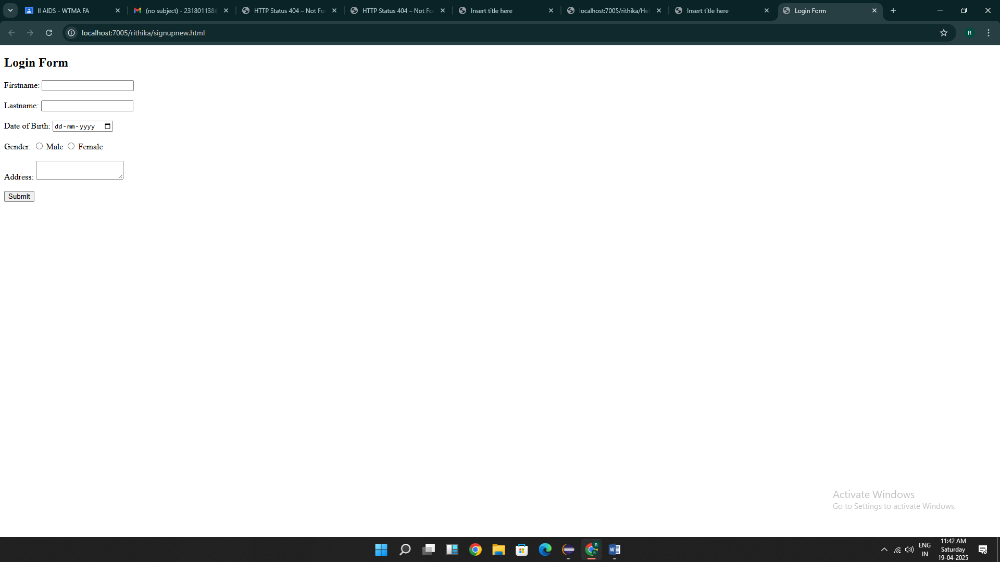 II AIDS - WTMA FA
(no subject) - 231801138@
HTTP Status 404 – Not Fo
HTTP Status 404 – Not Fo
Insert title here
localhost:7005/rithika/Hel
Insert title here
Login Form
localhost:7005/rithika/signupnew.html
R
Login Form
Firstname:
Lastname:
Date of Birth: dd-mm-yyyy
Gender: Male Female
Address:
Submit
Activate Windows
Go to Settings to activate Windows.
ENG
IN
11:42 AM
Saturday
19-04-2025